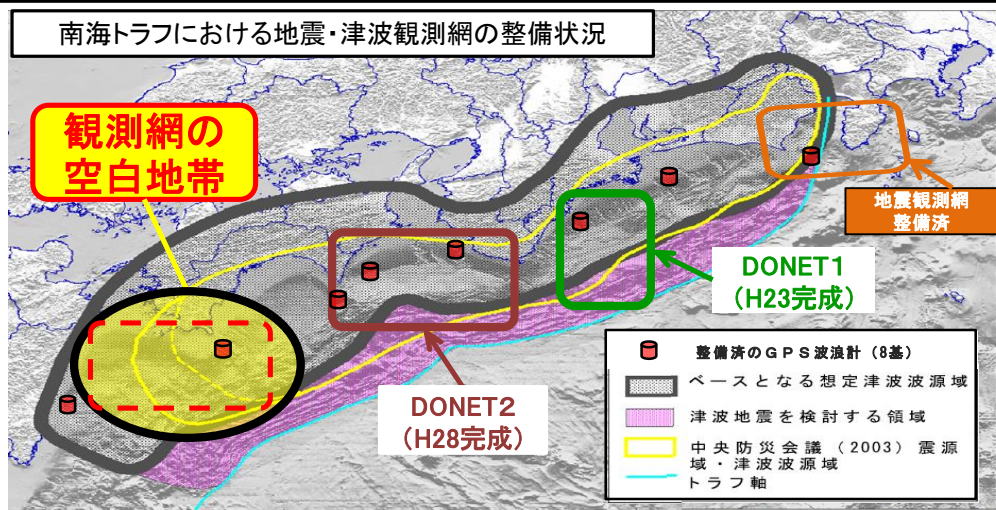 南海トラフにおける地震・津波観測網の整備状況
観測網の
空白地帯
地震観測網
整備済
DONET1
(H23完成)
DONET2
(H28完成)
整備済のGPS波浪計(8基)
ベースとなる想定津波波源域
津波地震を検討する領域
中央防災会議(2003)震源
域・津波波源域
トラフ軸